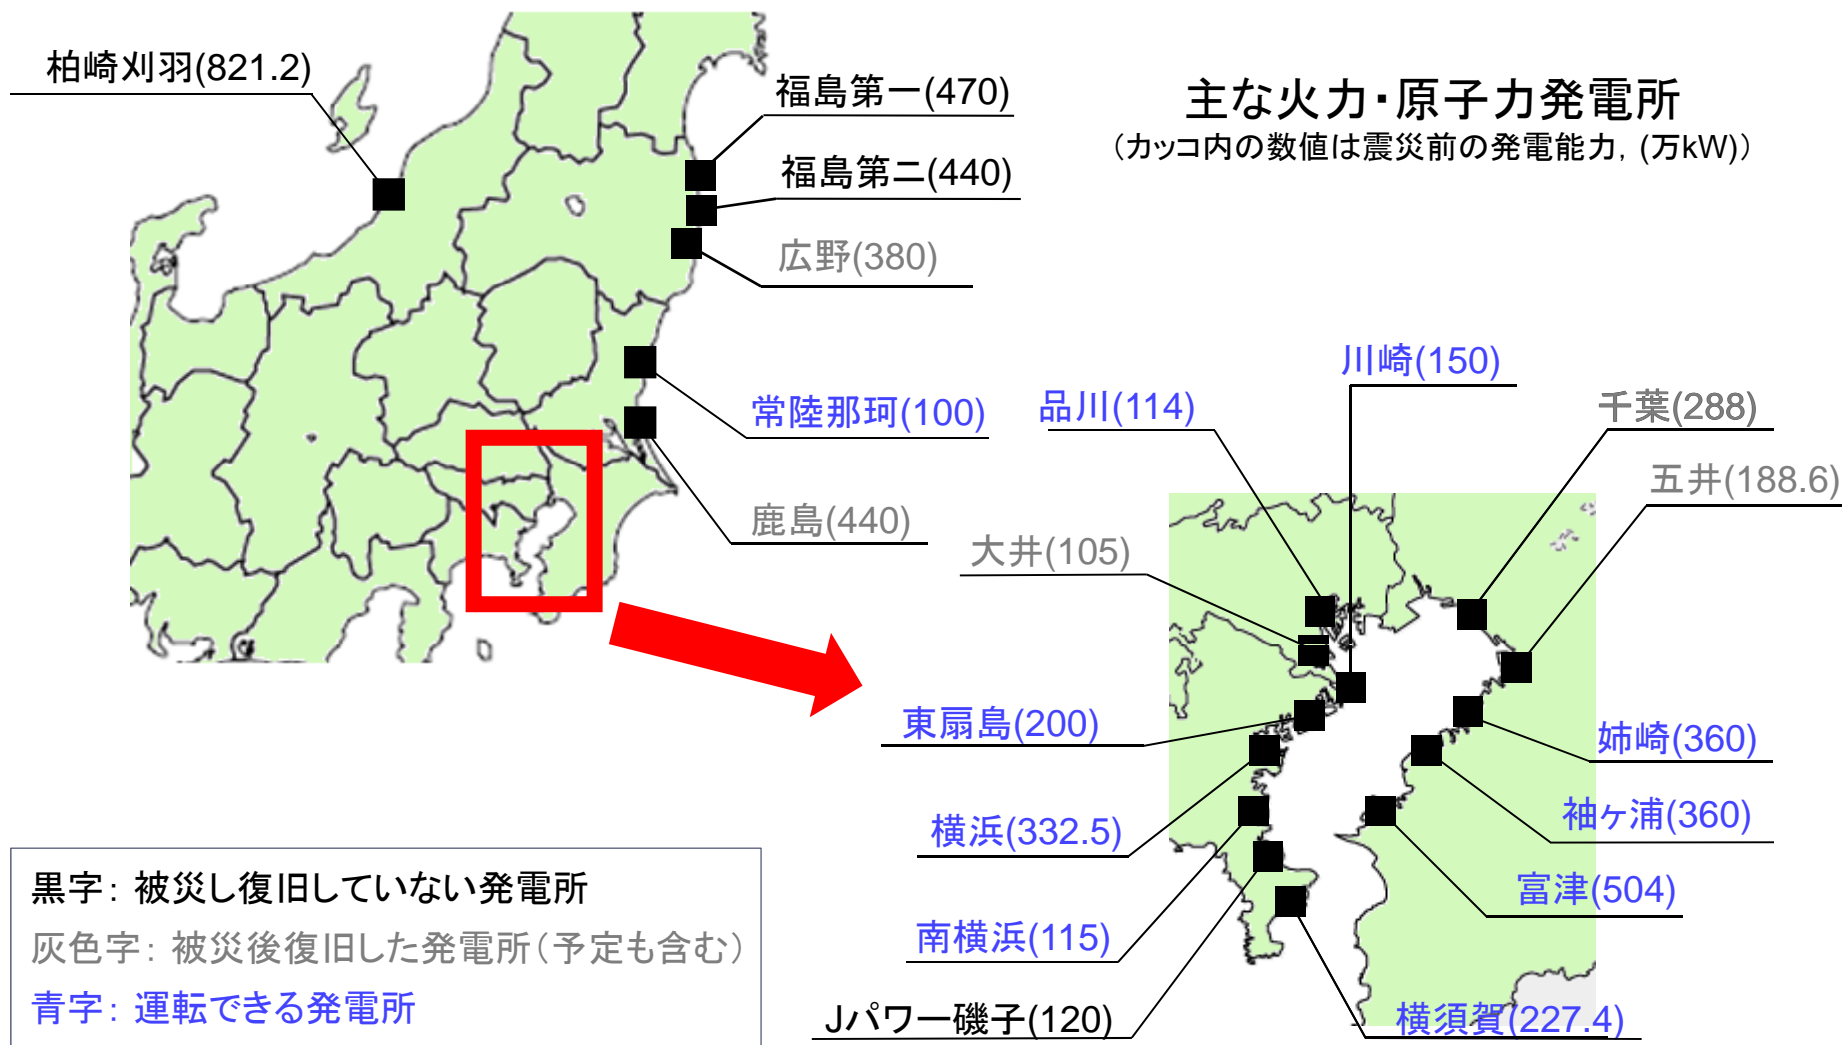 主な火力・原子力発電所
(カッコ内の数値は震災前の発電能力, (万kW))
柏崎刈羽(821.2)
福島第一(470)
福島第二(440)
広野(380)
常陸那珂(100)
鹿島(440)
川崎(150)
品川(114)
千葉(288)
五井(188.6)
大井(105)
東扇島(200)
姉崎(360)
横浜(332.5)
袖ヶ浦(360)
富津(504)
南横浜(115)
Jパワー磯子(120)
横須賀(227.4)
黒字: 被災し復旧していない発電所
灰色字: 被災後復旧した発電所(予定も含む)
青字: 運転できる発電所